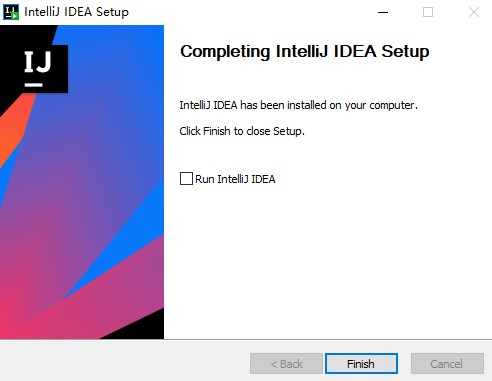 IntelliJ IDEA Setup
IJ
Completing IntelliJ IDEA Setup
IntelliJ IDEA has been installed on your computer.
Click Finish to close Setup.
Run IntelliJ IDEA
< Back
Finish
Cancel